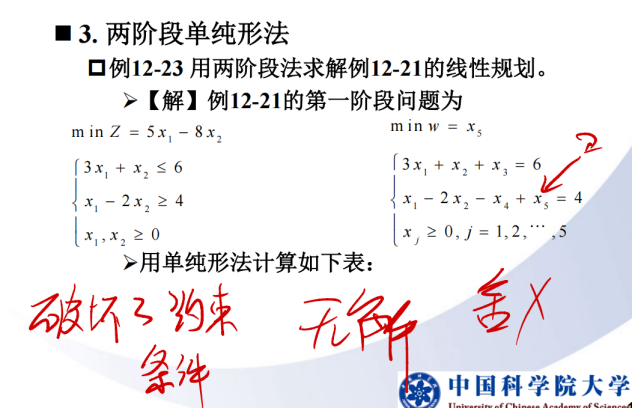 ■ 3. 两阶段单纯形法
例12-23 用两阶段法求解例12-21的线性规划。
➢【解】例12-21的第一阶段问题为
min Z = 5x₁ − 8x₂
3x₁ + x₂ ≤ 6
x₁ − 2x₂ ≥ 4
x₁, x₂ ≥ 0
min w = x₅
3x₁ + x₂ + x₃ = 6
x₁ − 2x₂ − x₄ + x₅ = 4
xⱼ ≥ 0, j = 1,2,⋯,5
➢用单纯形法计算如下表：
破坏了约束
条件
无解
中国科学院大学
University of Chinese Academy of Sciences